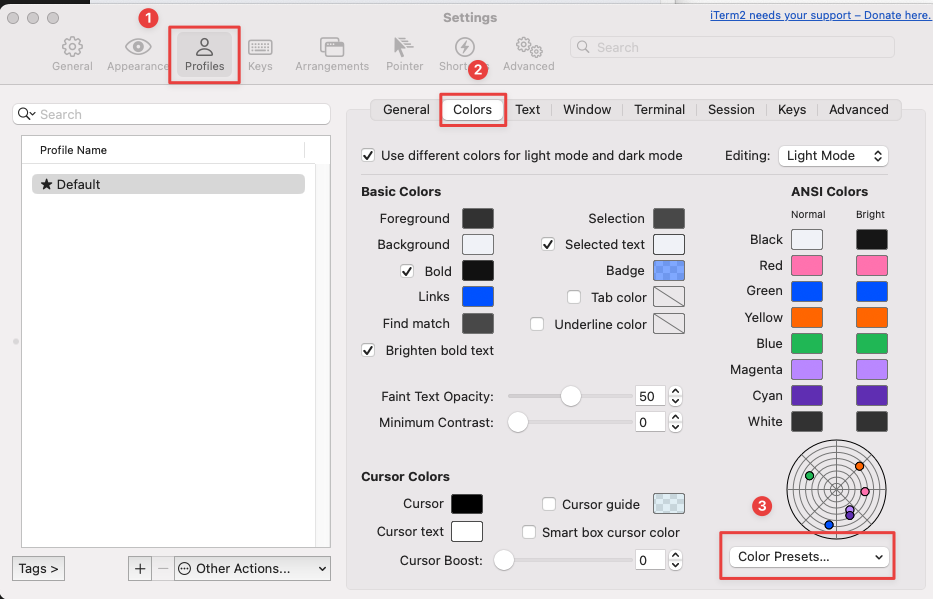 1
Settings
iTerm2 needs your support – Donate here.
General
Appearance
Profiles
Keys
Arrangements
Pointer
Advanced
Search
2
Search
General
Colors
Text
Window
Terminal
Session
Keys
Advanced
Profile Name
★ Default
Use different colors for light mode and dark mode
Editing:
Light Mode
Basic Colors
ANSI Colors
Normal
Bright
Foreground
Selection
Background
Selected text
Black
Bold
Badge
Red
Links
Tab color
Green
Find match
Underline color
Yellow
Brighten bold text
Blue
Magenta
Faint Text Opacity:
50
Cyan
Minimum Contrast:
0
White
Cursor Colors
Cursor
Cursor guide
3
Cursor text
Smart box cursor color
Cursor Boost:
0
Color Presets...
Tags >
+
−
Other Actions...